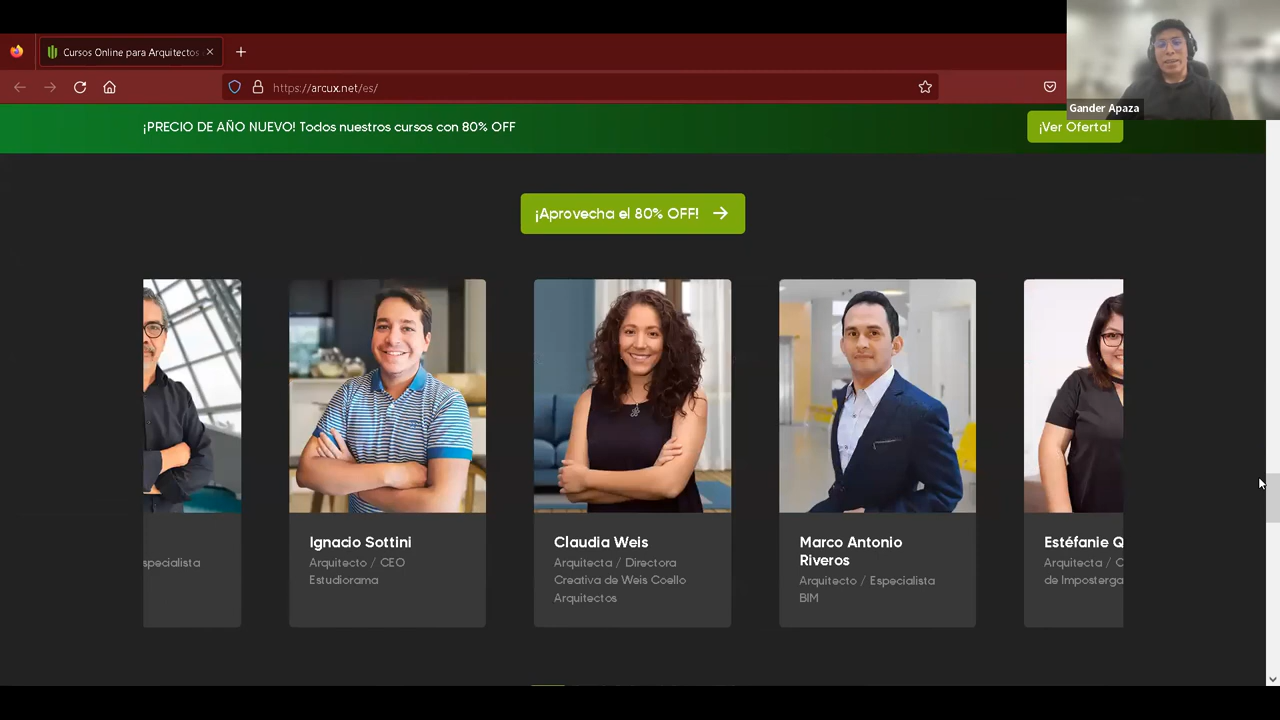 Cursos Online para Arquitectos
https://arcux.net/es/
Gander Apaza
¡PRECIO DE AÑO NUEVO! Todos nuestros cursos con 80% OFF
¡Ver Oferta!
¡Aprovecha el 80% OFF!
specialista
Ignacio Sottini
Arquitecto / CEO
Estudiorama
Claudia Weis
Arquitecta / Directora
Creativa de Weis Coello
Arquitectos
Marco Antonio
Riveros
Arquitecto / Especialista
BIM
Estéfanie Q
Arquitecta / C
de Imposterga